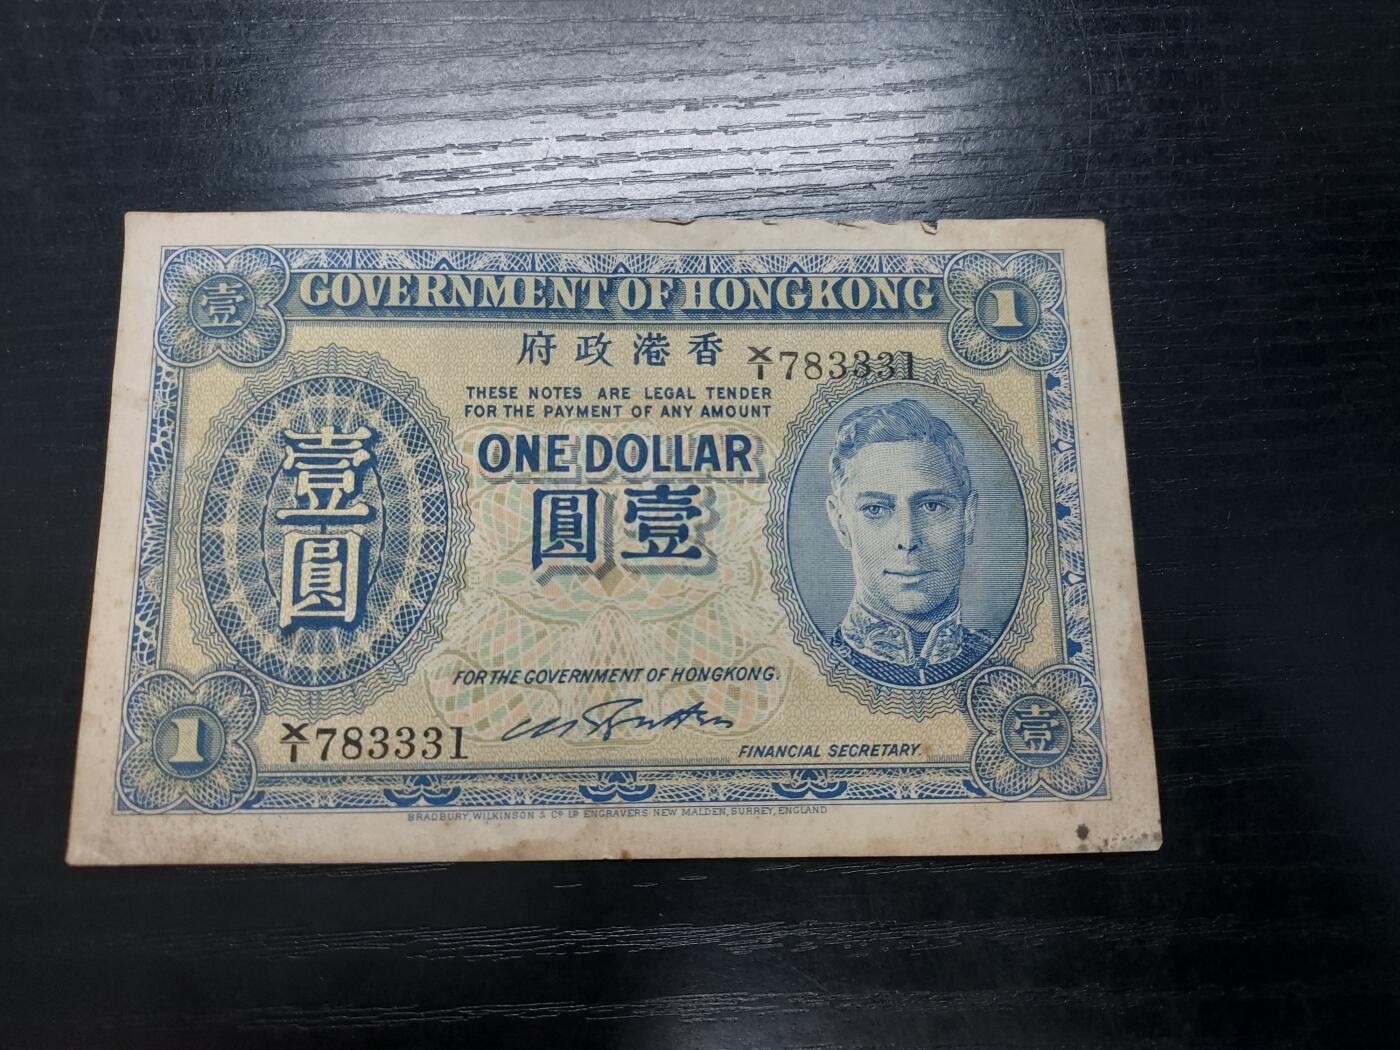 壹
GOVERNMENT OF HONGKONG
1
府政港香
X/1 783331
THESE NOTES ARE LEGAL TENDER
FOR THE PAYMENT OF ANY AMOUNT
ONE DOLLAR
圓壹
壹圓
FOR THE GOVERNMENT OF HONGKONG.
1
X/1 783331
FINANCIAL SECRETARY.
壹
BRADBURY, WILKINSON & Co. LD ENGRAVERS NEW MALDEN, SURREY, ENGLAND